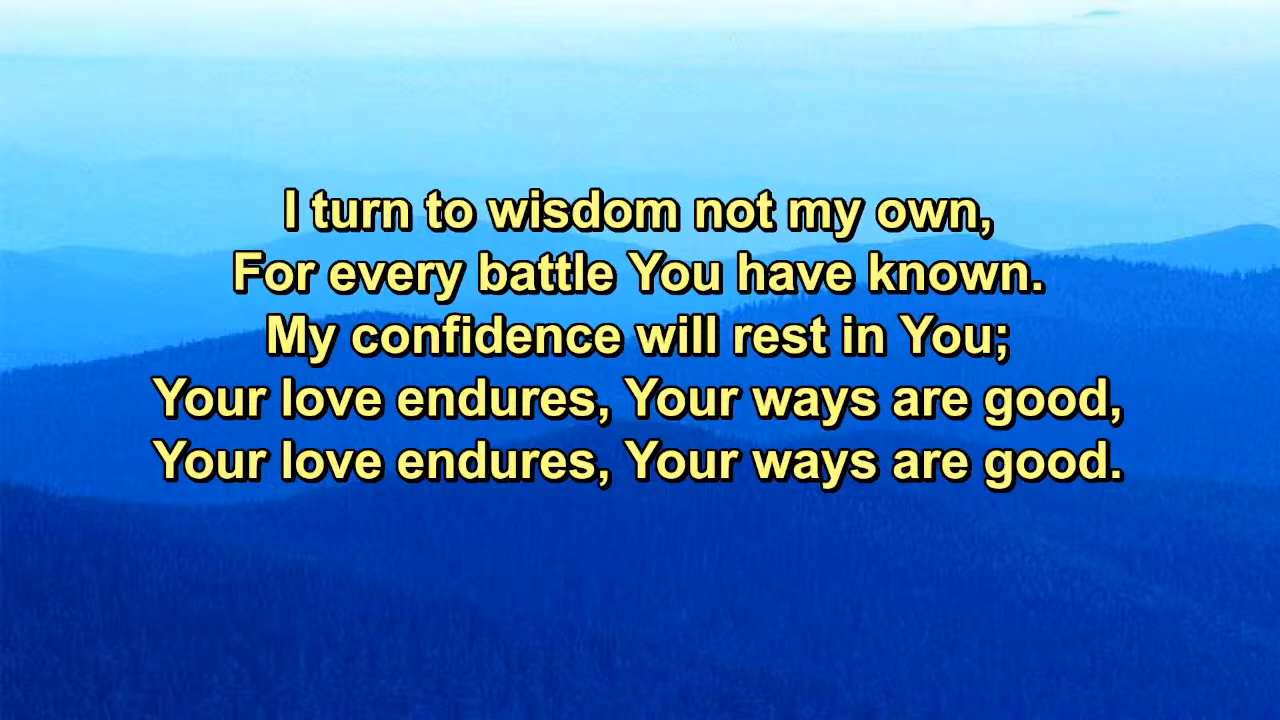 I turn to wisdom not my own,
For every battle You have known.
My confidence will rest in You;
Your love endures, Your ways are good,
Your love endures, Your ways are good.